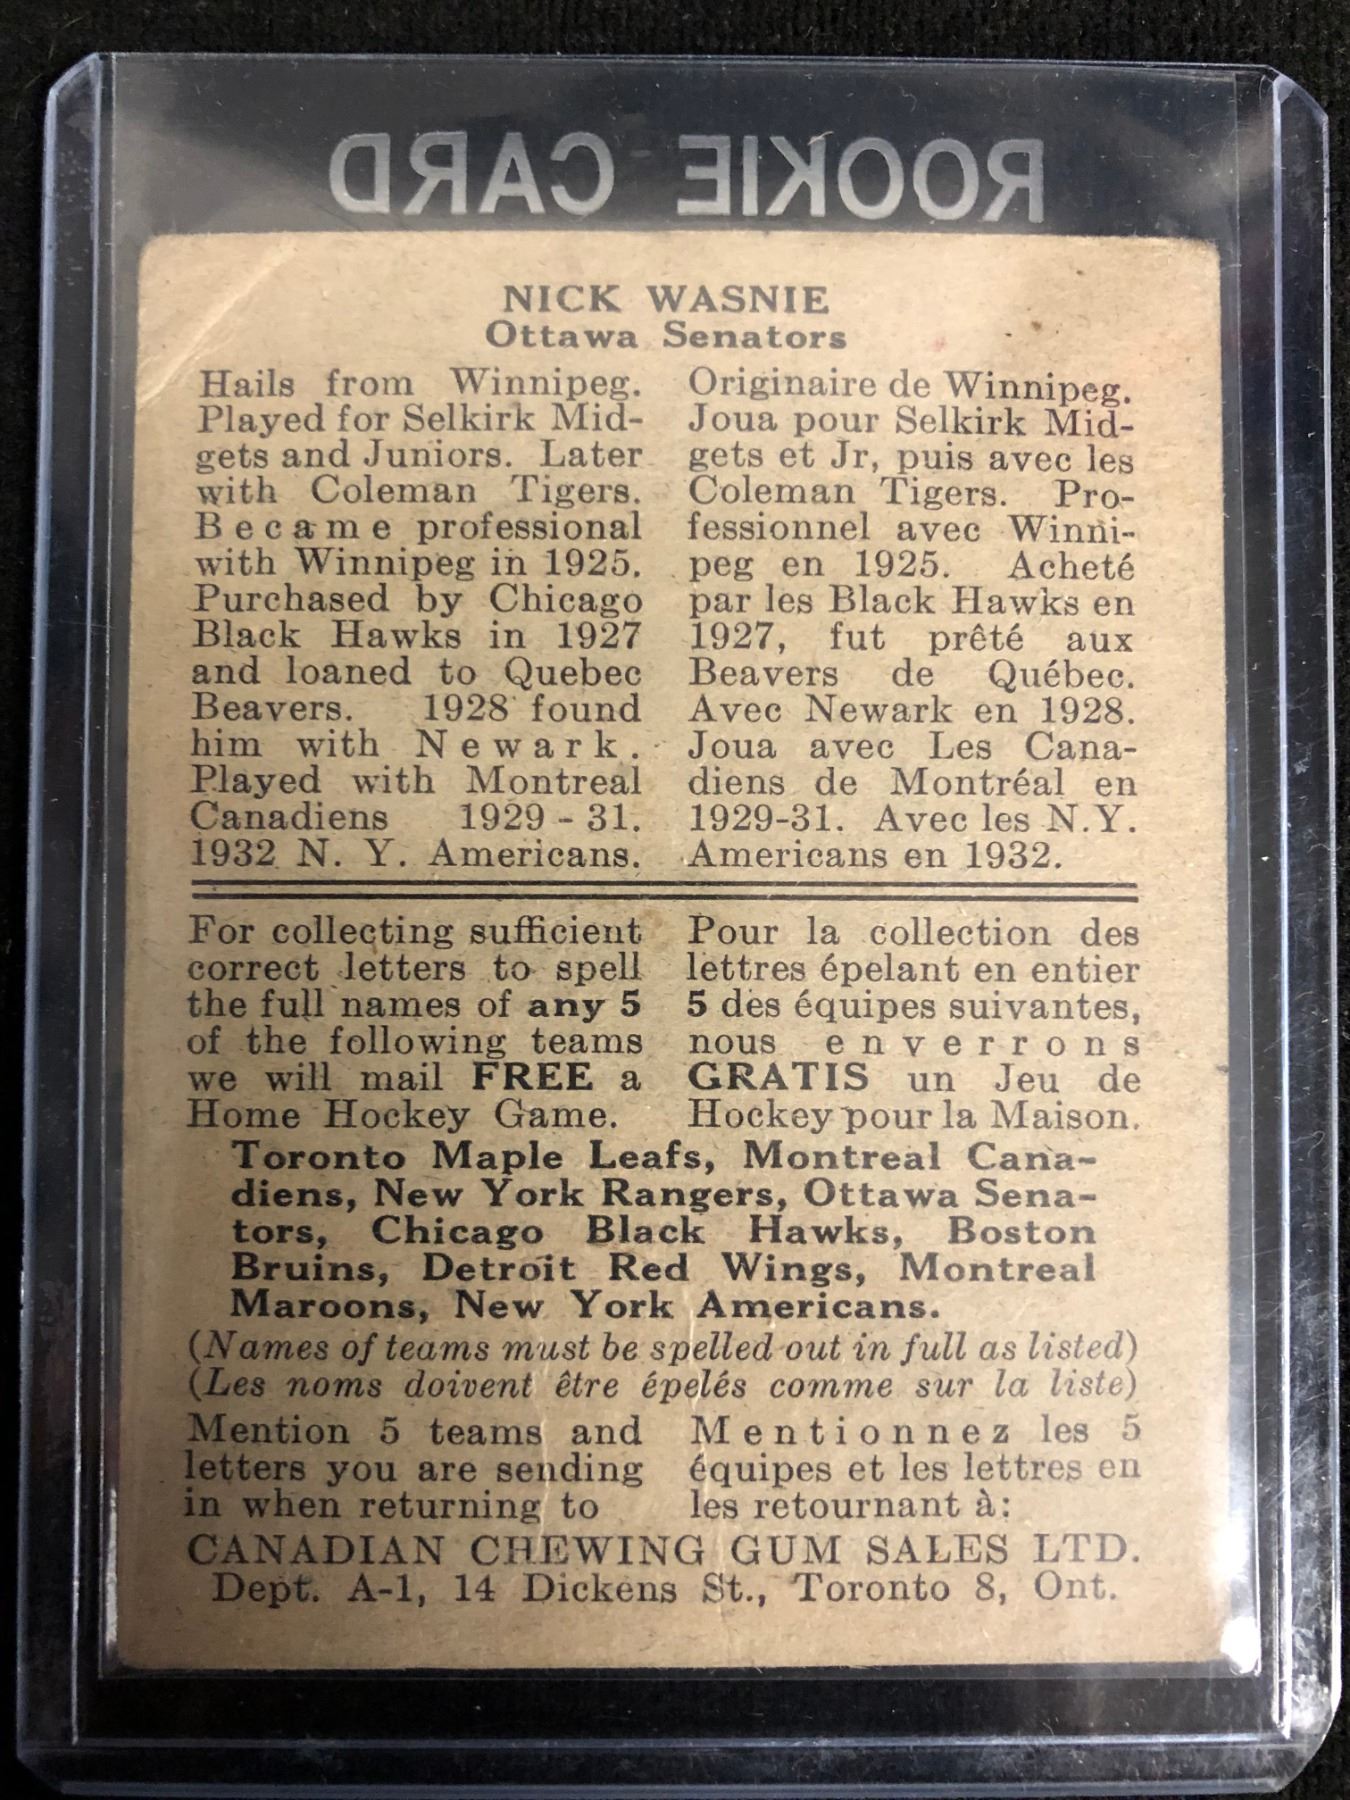 ROOKIE CARD
NICK WASNIE
Ottawa Senators
Hails from Winnipeg.
Played for Selkirk Mid-
gets and Juniors. Later
with Coleman Tigers.
Became professional
with Winnipeg in 1925.
Purchased by Chicago
Black Hawks in 1927
and loaned to Quebec
Beavers. 1928 found
him with Newark.
Played with Montreal
Canadiens 1929 - 31.
1932 N. Y. Americans.
Originaire de Winnipeg.
Joua pour Selkirk Mid-
gets et Jr, puis avec les
Coleman Tigers. Pro-
fessionnel avec Winni-
peg en 1925. Acheté
par les Black Hawks en
1927, fut prêté aux
Beavers de Québec.
Avec Newark en 1928.
Joua avec Les Cana-
diens de Montréal en
1929-31. Avec les N.Y.
Americans en 1932.
For collecting sufficient
correct letters to spell
the full names of any 5
of the following teams
we will mail FREE a
Home Hockey Game.
Pour la collection des
lettres épelant en entier
5 des équipes suivantes,
nous enverrons
GRATIS un Jeu de
Hockey pour la Maison.
Toronto Maple Leafs, Montreal Cana-
diens, New York Rangers, Ottawa Sena-
tors, Chicago Black Hawks, Boston
Bruins, Detroit Red Wings, Montreal
Maroons, New York Americans.
(Names of teams must be spelled out in full as listed)
(Les noms doivent être épelés comme sur la liste)
Mention 5 teams and
letters you are sending
in when returning to
Mentionnez les 5
équipes et les lettres en
les retournant à:
CANADIAN CHEWING GUM SALES LTD.
Dept. A-1, 14 Dickens St., Toronto 8, Ont.